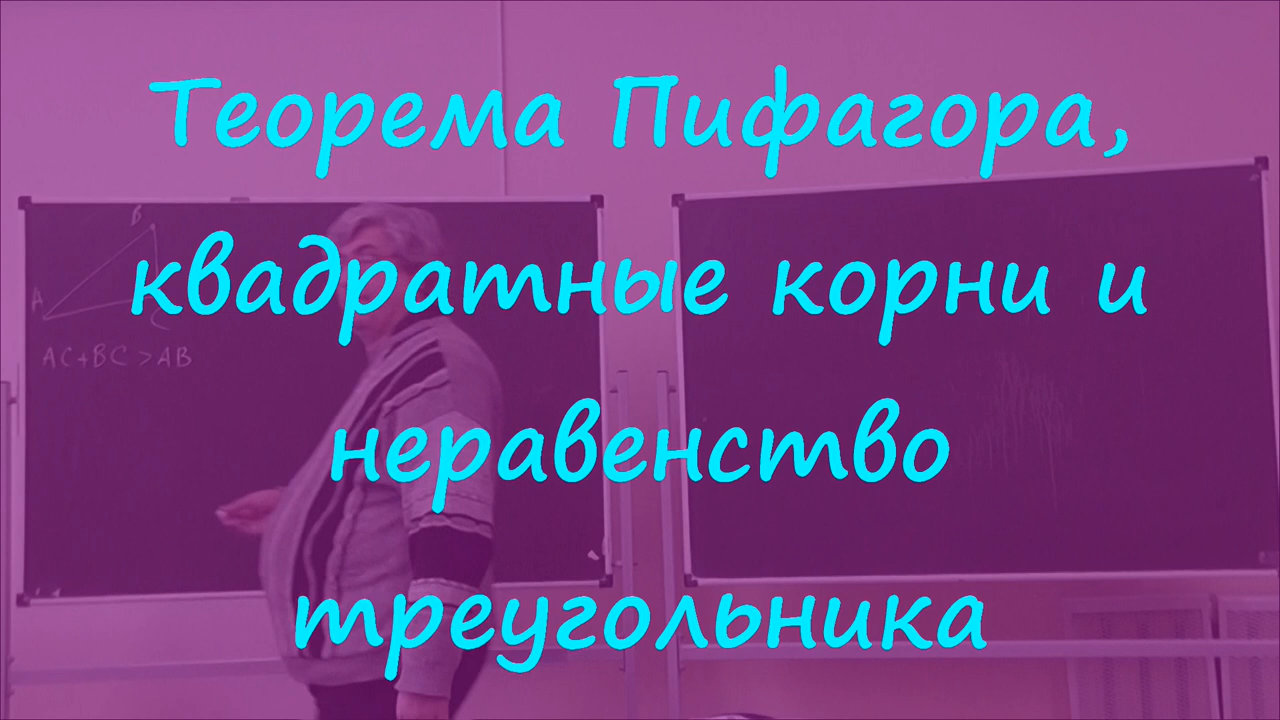 Теорема Пифагора,
квадратные корни и
неравенство
треугольника
B
A
C
AC+BC>AB